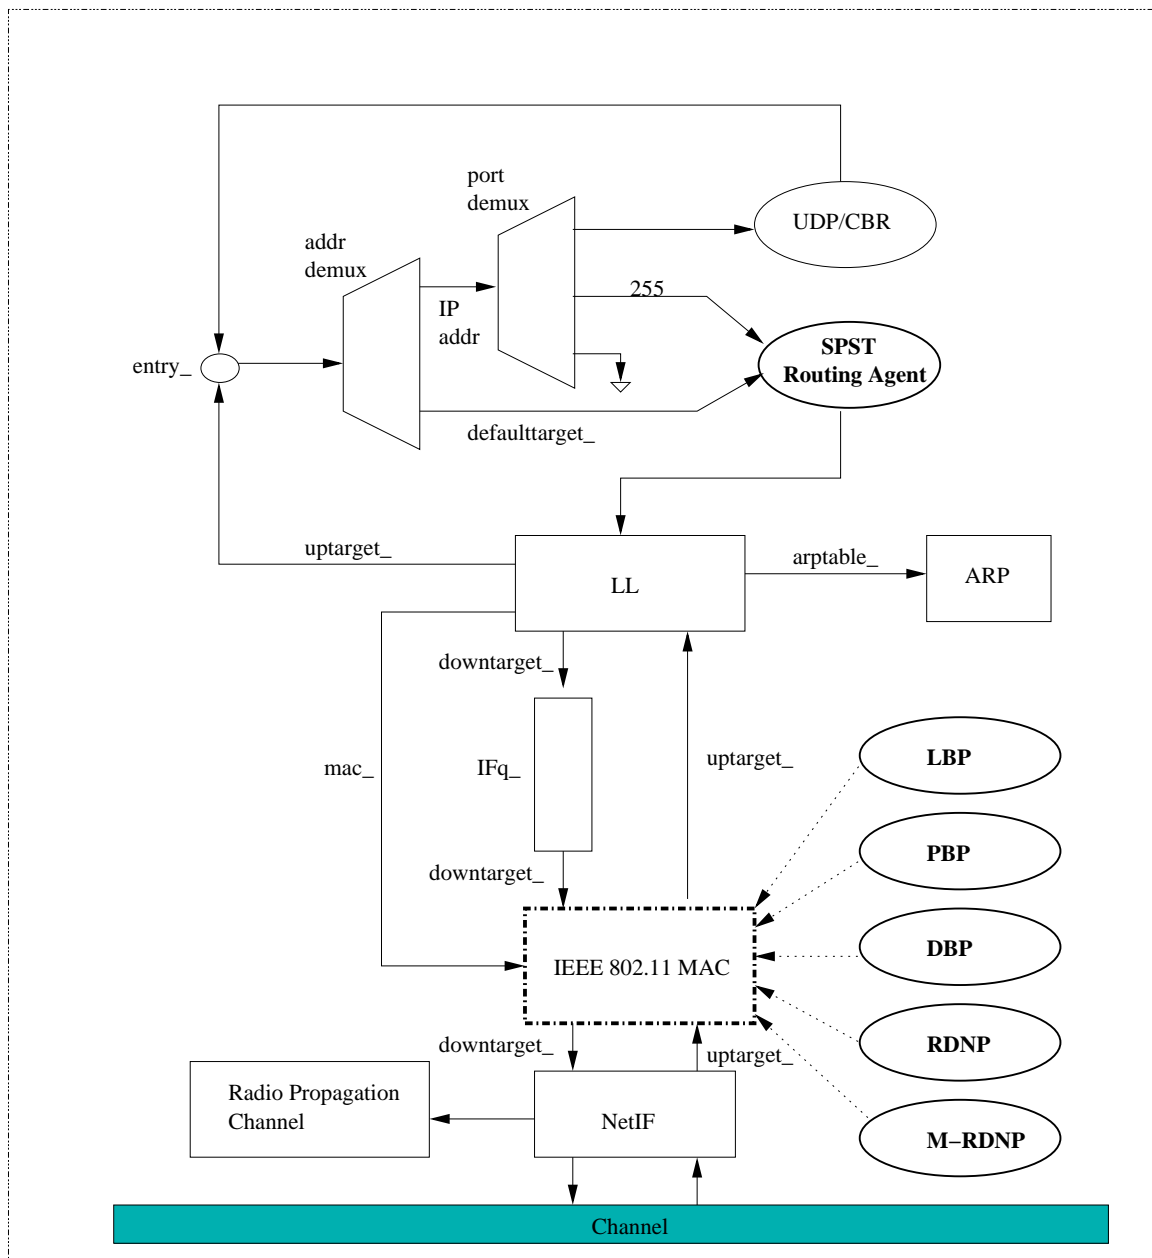 port
demux
UDP/CBR
addr
demux
255
IP
addr
SPST
Routing Agent
entry_
defaulttarget_
uptarget_
arptable_
LL
ARP
downtarget_
mac_
IFq_
uptarget_
LBP
PBP
downtarget_
DBP
IEEE 802.11 MAC
RDNP
downtarget_
uptarget_
Radio Propagation
Channel
NetIF
M−RDNP
Channel